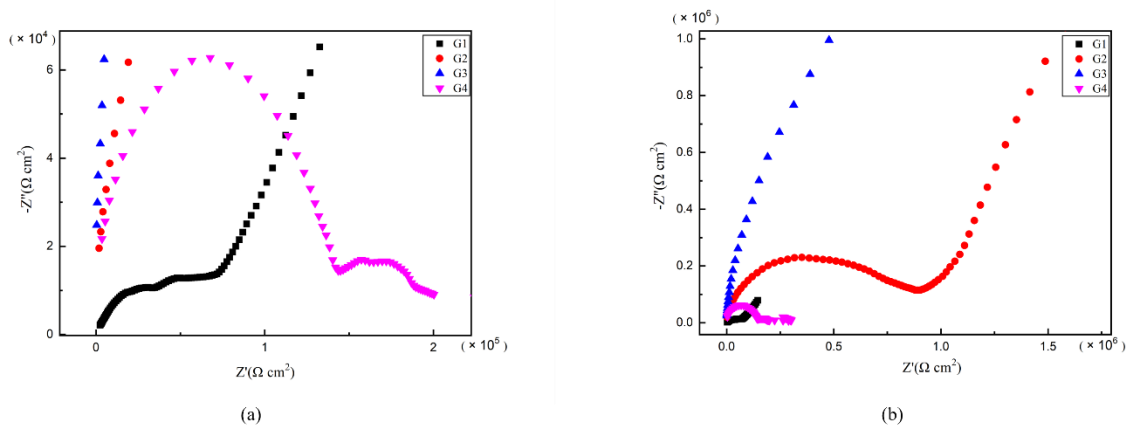 ( × 10⁴)
6
4
2
0
-Z"(Ω cm²)
G1
G2
G3
G4
0
1
2
( × 10⁵)
Z'(Ω cm²)
(a)
( × 10⁶)
1.0
0.8
0.6
0.4
0.2
0.0
-Z"(Ω cm²)
G1
G2
G3
G4
0.0
0.5
1.0
1.5
( × 10⁶)
Z'(Ω cm²)
(b)